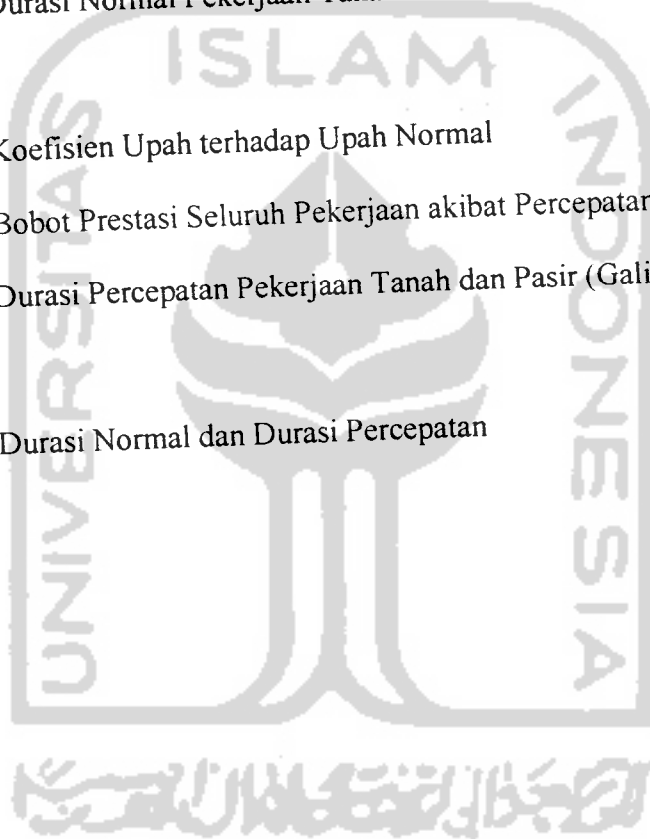 Durasi Normal Pekerjaan
ISLAM
Koefisien Upah terhadap Upah Normal
Bobot Prestasi Seluruh Pekerjaan akibat Percepatan
Durasi Percepatan Pekerjaan Tanah dan Pasir (Gali
Durasi Normal dan Durasi Percepatan
UNIVERSITAS
INDONESIA